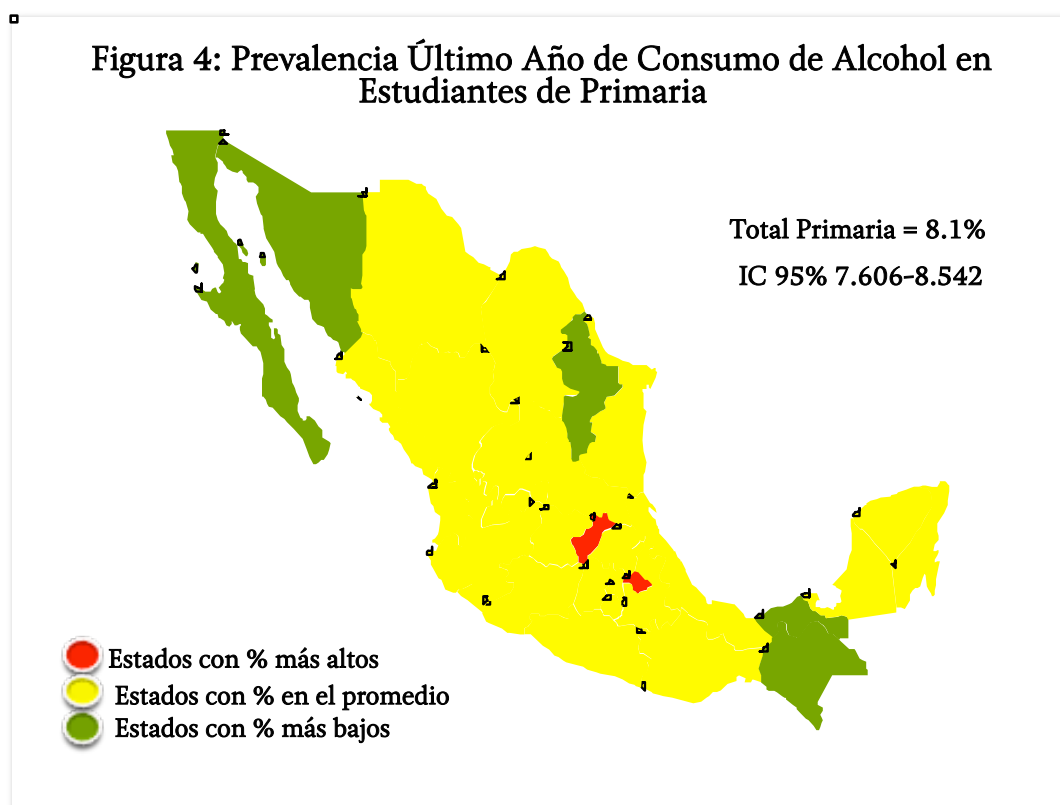 Figura 4: Prevalencia Último Año de Consumo de Alcohol en
Estudiantes de Primaria
Total Primaria = 8.1%
IC 95% 7.606-8.542
Estados con % más altos
Estados con % en el promedio
Estados con % más bajos